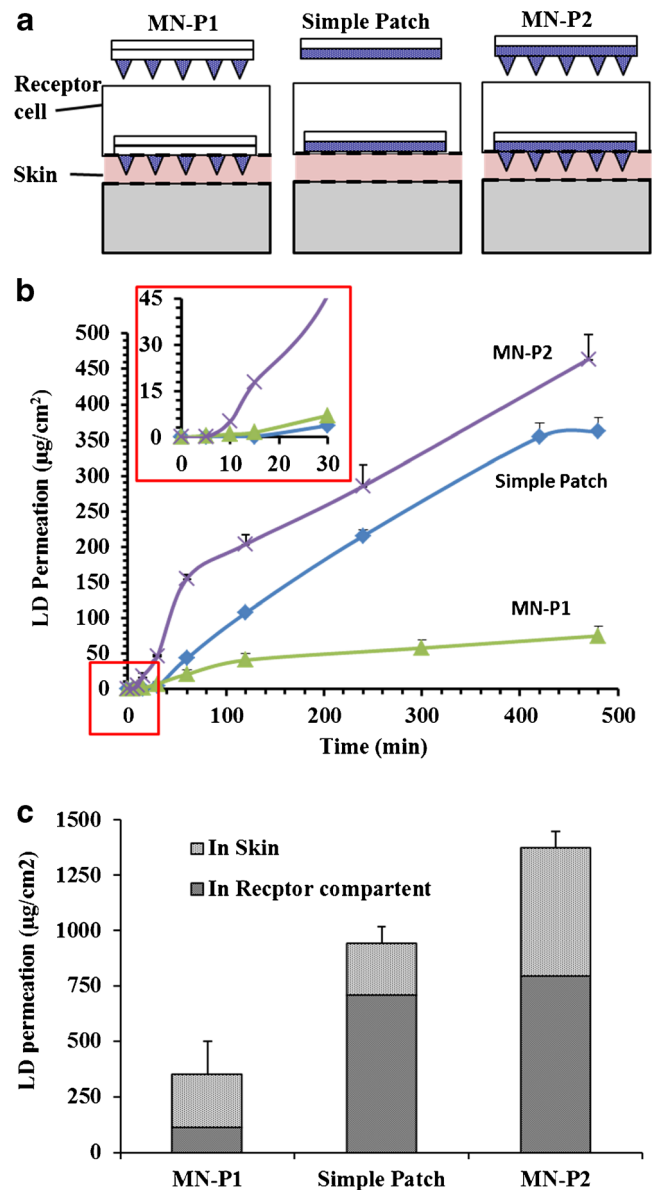 a
MN-P1
Simple Patch
MN-P2
Receptor
cell
Skin
b
45
30
15
0
0 10 20 30
500
450
400
350
300
250
200
150
100
50
0
LD Permeation (µg/cm²)
MN-P2
Simple Patch
MN-P1
0 100 200 300 400 500
Time (min)
c
1500
1250
1000
750
500
250
0
LD permeation (µg/cm2)
In Skin
In Recptor compartent
MN-P1 Simple Patch MN-P2